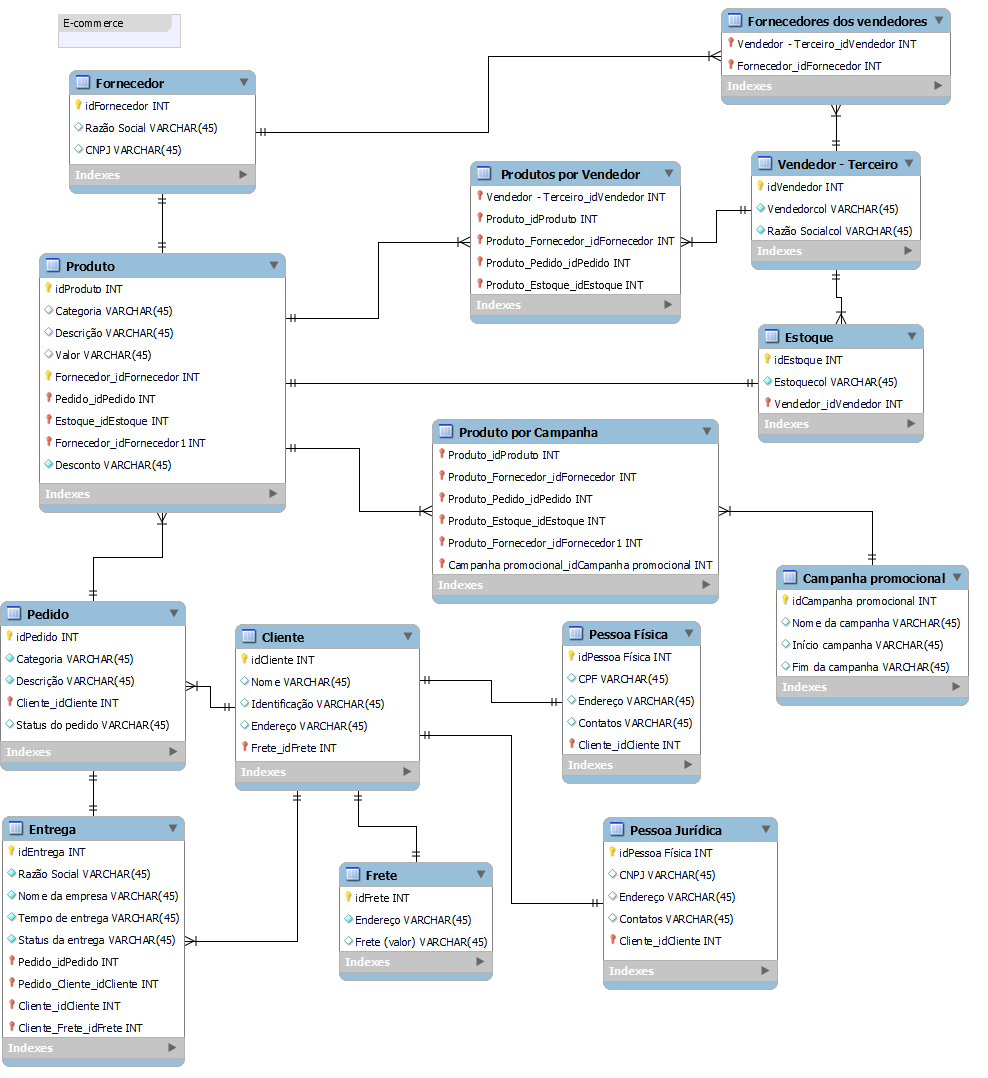 E-commerce
Fornecedores dos vendedores
Vendedor - Terceiro_idVendedor INT
Fornecedor_idFornecedor INT
Indexes
Fornecedor
idFornecedor INT
Razão Social VARCHAR(45)
CNPJ VARCHAR(45)
Indexes
Produtos por Vendedor
Vendedor - Terceiro_idVendedor INT
Produto_idProduto INT
Produto_Fornecedor_idFornecedor INT
Produto_Pedido_idPedido INT
Produto_Estoque_idEstoque INT
Indexes
Vendedor - Terceiro
idVendedor INT
Vendedorcol VARCHAR(45)
Razão Socialcol VARCHAR(45)
Indexes
Produto
idProduto INT
Categoria VARCHAR(45)
Descrição VARCHAR(45)
Valor VARCHAR(45)
Fornecedor_idFornecedor INT
Pedido_idPedido INT
Estoque_idEstoque INT
Fornecedor_idFornecedor1 INT
Desconto VARCHAR(45)
Indexes
Estoque
idEstoque INT
Estoquecol VARCHAR(45)
Vendedor_idVendedor INT
Indexes
Produto por Campanha
Produto_idProduto INT
Produto_Fornecedor_idFornecedor INT
Produto_Pedido_idPedido INT
Produto_Estoque_idEstoque INT
Produto_Fornecedor_idFornecedor1 INT
Campanha promocional_idCampanha promocional INT
Indexes
Campanha promocional
idCampanha promocional INT
Nome da campanha VARCHAR(45)
Início campanha VARCHAR(45)
Fim da campanha VARCHAR(45)
Indexes
Pedido
idPedido INT
Categoria VARCHAR(45)
Descrição VARCHAR(45)
Cliente_idCliente INT
Status do pedido VARCHAR(45)
Indexes
Cliente
idCliente INT
Nome VARCHAR(45)
Identificação VARCHAR(45)
Endereço VARCHAR(45)
Frete_idFrete INT
Indexes
Pessoa Física
idPessoa Física INT
CPF VARCHAR(45)
Endereço VARCHAR(45)
Contatos VARCHAR(45)
Cliente_idCliente INT
Indexes
Entrega
idEntrega INT
Razão Social VARCHAR(45)
Nome da empresa VARCHAR(45)
Tempo de entrega VARCHAR(45)
Status da entrega VARCHAR(45)
Pedido_idPedido INT
Pedido_Cliente_idCliente INT
Cliente_idCliente INT
Cliente_Frete_idFrete INT
Indexes
Frete
idFrete INT
Endereço VARCHAR(45)
Frete (valor) VARCHAR(45)
Indexes
Pessoa Jurídica
idPessoa Física INT
CNPJ VARCHAR(45)
Endereço VARCHAR(45)
Contatos VARCHAR(45)
Cliente_idCliente INT
Indexes